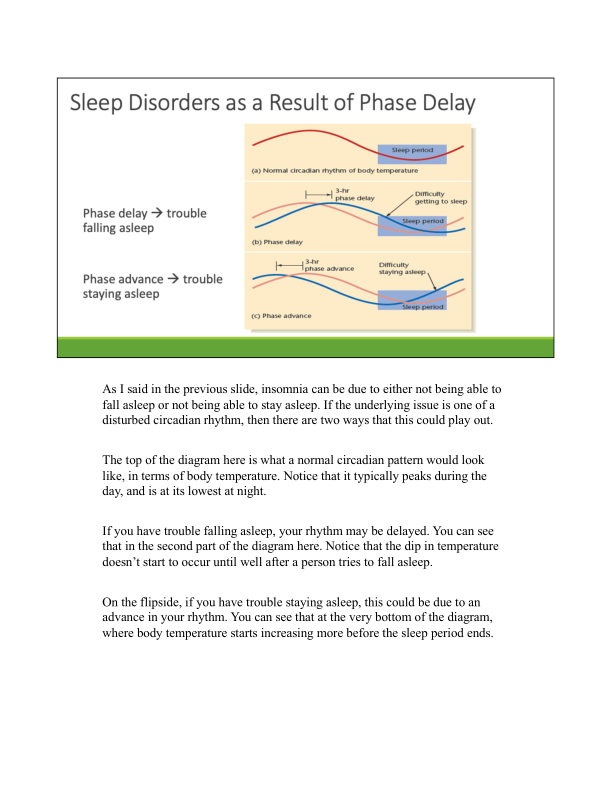 Sleep Disorders as a Result of Phase Delay
Sleep period
(a) Normal circadian rhythm of body temperature
Phase delay → trouble
falling asleep
3-hr
phase delay
Difficulty
getting to sleep
Sleep period
(b) Phase delay
Phase advance → trouble
staying asleep
3-hr
phase advance
Difficulty
staying asleep
Sleep period
(c) Phase advance
As I said in the previous slide, insomnia can be due to either not being able to
fall asleep or not being able to stay asleep. If the underlying issue is one of a
disturbed circadian rhythm, then there are two ways that this could play out.
The top of the diagram here is what a normal circadian pattern would look
like, in terms of body temperature. Notice that it typically peaks during the
day, and is at its lowest at night.
If you have trouble falling asleep, your rhythm may be delayed. You can see
that in the second part of the diagram here. Notice that the dip in temperature
doesn’t start to occur until well after a person tries to fall asleep.
On the flipside, if you have trouble staying asleep, this could be due to an
advance in your rhythm. You can see that at the very bottom of the diagram,
where body temperature starts increasing more before the sleep period ends.